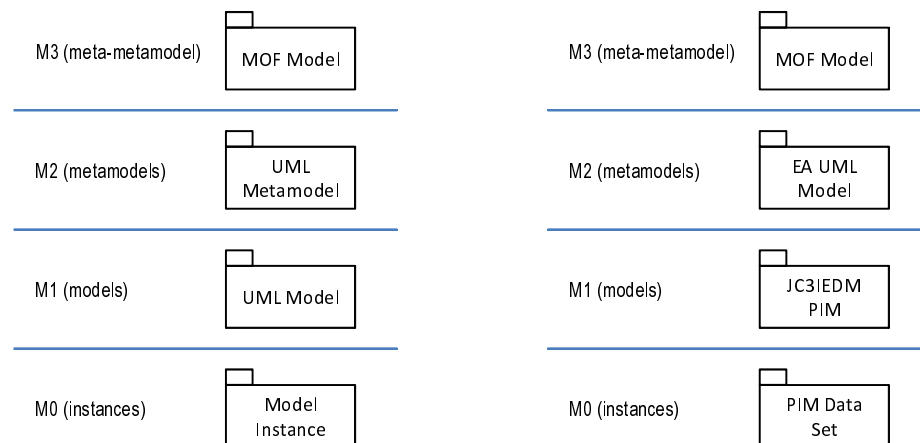 M3 (meta-metamodel)
MOF Model
M2 (metamodels)
UML
Metamodel
M1 (models)
UML Model
M0 (instances)
Model
Instance
M3 (meta-metamodel)
MOF Model
M2 (metamodels)
EA UML
Model
M1 (models)
JC3IEDM
PIM
M0 (instances)
PIM Data
Set